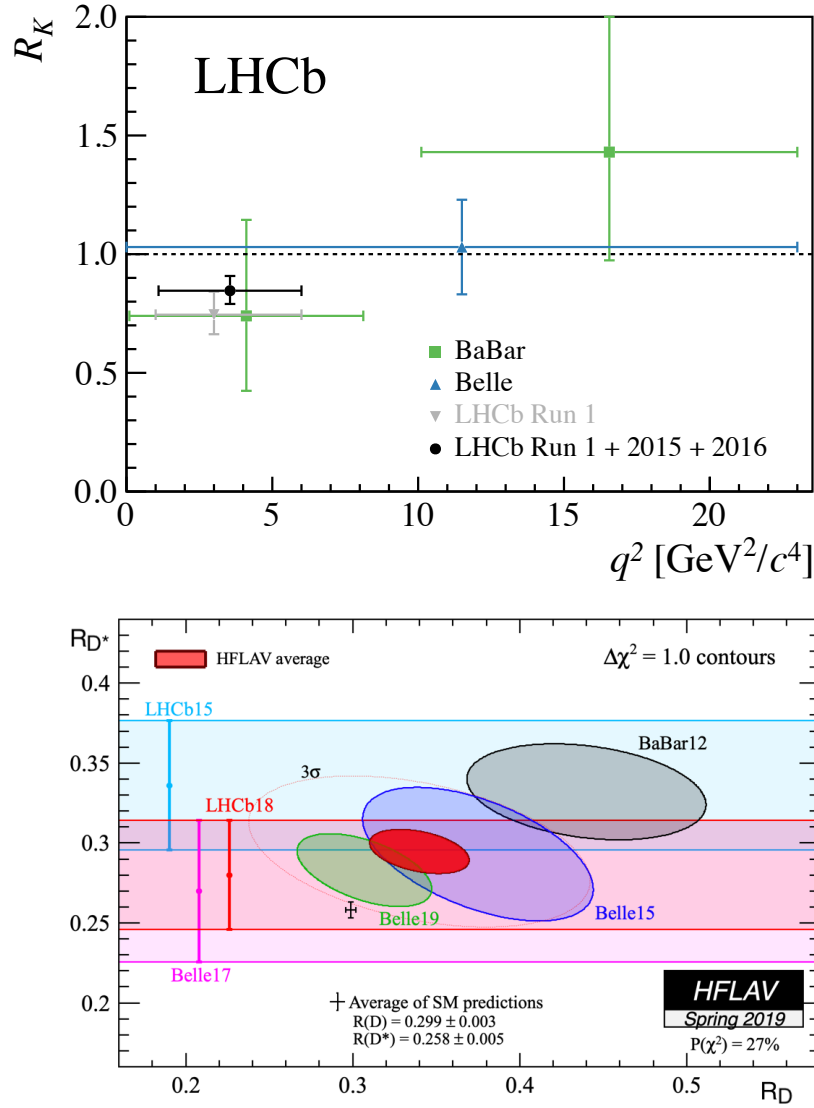 R_K
2.0
LHCb
1.5
1.0
BaBar
Belle
0.5
LHCb Run 1
LHCb Run 1 + 2015 + 2016
0.0
0 5 10 15 20
q² [GeV²/c⁴]
R_D*
HFLAV average
Δχ² = 1.0 contours
0.4
LHCb15
BaBar12
0.35
3σ
LHCb18
0.3
Belle19
Belle15
0.25
Belle17
HFLAV
Average of SM predictions
0.2
R(D) = 0.299 ± 0.003
Spring 2019
R(D*) = 0.258 ± 0.005
P(χ²) = 27%
0.2 0.3 0.4 0.5
R_D